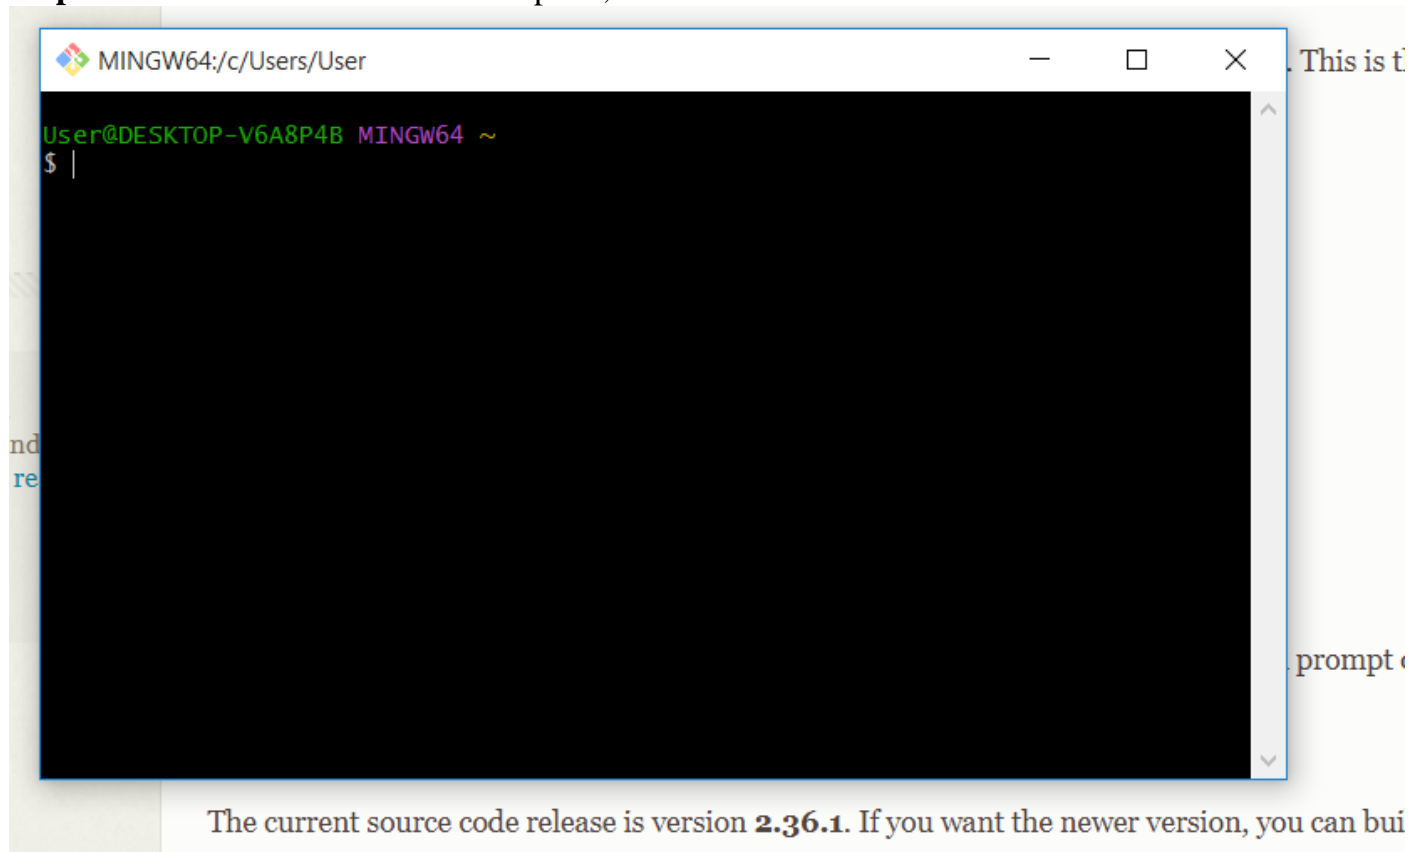 MINGW64:/c/Users/User
. This is
User@DESKTOP-V6A8P4B MINGW64 ~
$
nd
re
prompt
The current source code release is version 2.36.1. If you want the newer version, you can bui